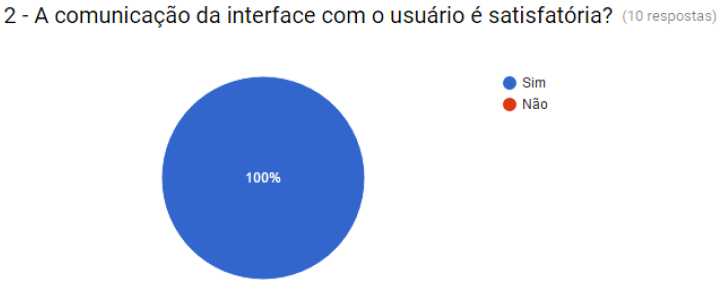 2 - A comunicação da interface com o usuário é satisfatória? (10 respostas)
Sim
Não
100%